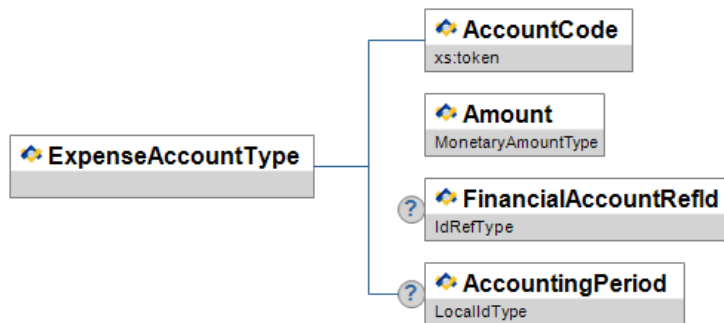 AccountCode
xs:token
Amount
MonetaryAmountType
ExpenseAccountType
? FinancialAccountRefId
IdRefType
? AccountingPeriod
LocalIdType